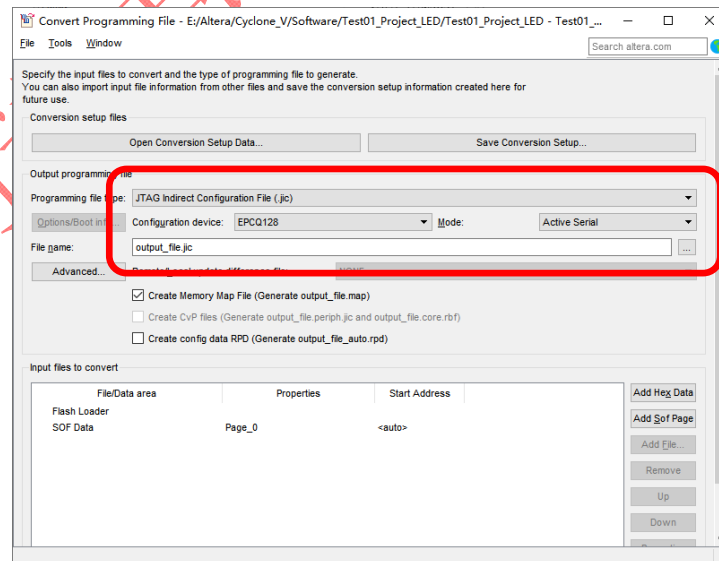 Convert Programming File - E:/Altera/Cyclone_V/Software/Test01_Project_LED/Test01_Project_LED - Test01_...
File Tools Window
Search altera.com
Specify the input files to convert and the type of programming file to generate.
You can also import input file information from other files and save the conversion setup information created here for
future use.
Conversion setup files
Open Conversion Setup Data... Save Conversion Setup...
Output programming file
Programming file type: JTAG Indirect Configuration File (.jic)
Options/Boot info... Configuration device: EPCQ128 Mode: Active Serial
File name: output_file.jic ...
Advanced... Remote/Local update difference file: NONE
Create Memory Map File (Generate output_file.map)
Create CvP files (Generate output_file.periph.jic and output_file.core.rbf)
Create config data RPD (Generate output_file_auto.rpd)
Input files to convert
File/Data area Properties Start Address
Add Hex Data
Flash Loader
SOF Data Page_0 <auto>
Add Sof Page
Add File...
Remove
Up
Down